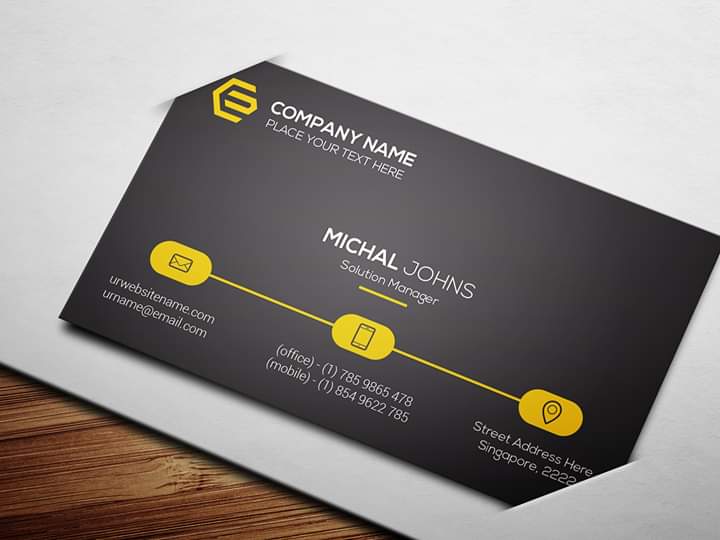 COMPANY NAME
PLACE YOUR TEXT HERE
MICHAL JOHNS
Solution Manager
urwebsitename.com
urname@email.com
(office) - (1) 785 9865 478
(mobile) - (1) 854 9622 785
Street Address Here
Singapore, 2222